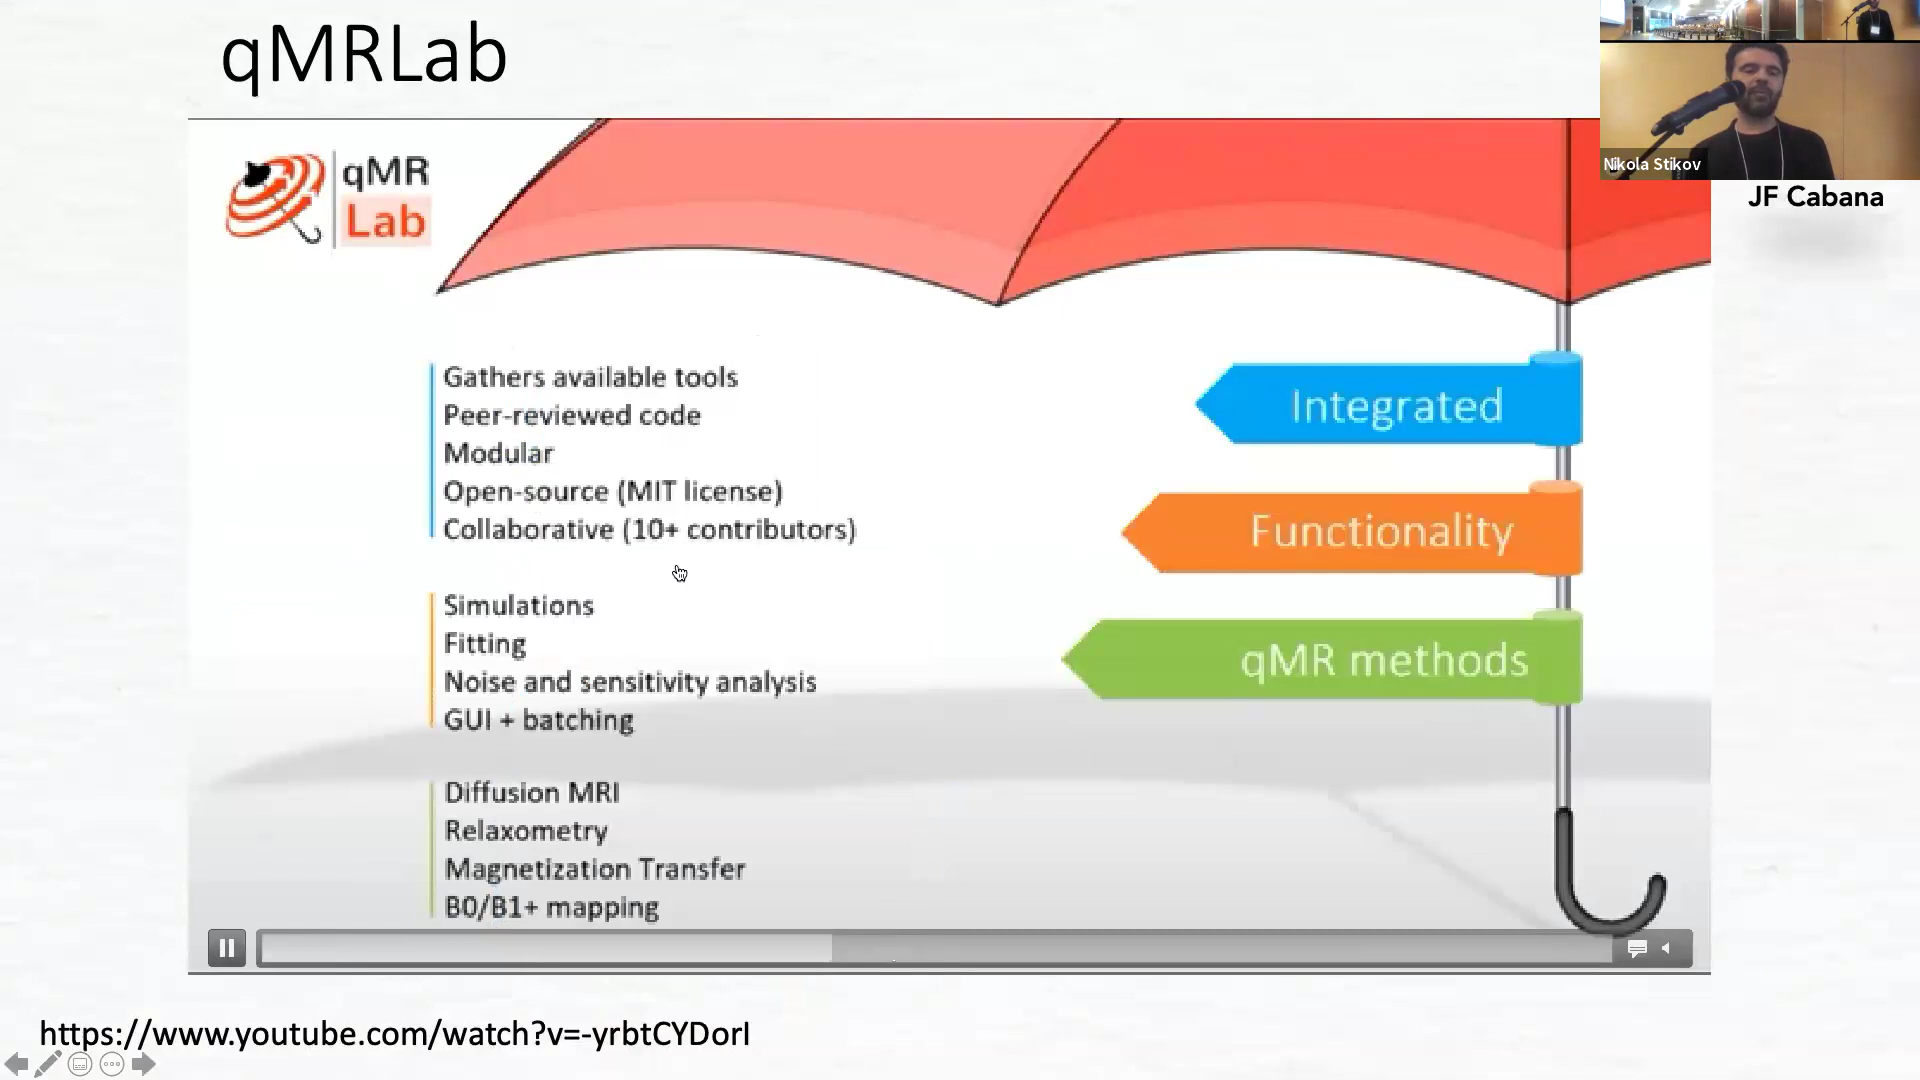 qMRLab
Nikola Stikov
JF Cabana
qMR
Lab
Gathers available tools
Peer-reviewed code
Modular
Open-source (MIT license)
Collaborative (10+ contributors)
Integrated
Simulations
Fitting
Noise and sensitivity analysis
GUI + batching
Functionality
Diffusion MRI
Relaxometry
Magnetization Transfer
B0/B1+ mapping
qMR methods
https://www.youtube.com/watch?v=-yrbtCYDorI